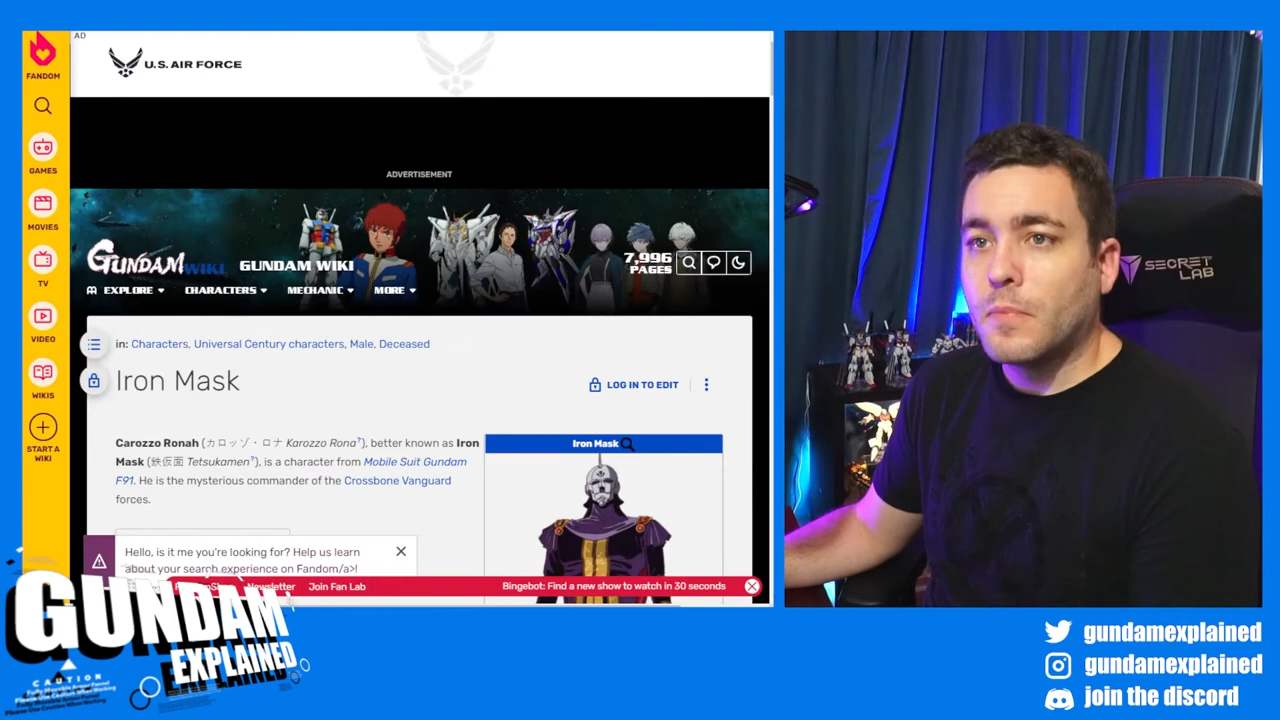 AD
U.S. AIR FORCE
FANDOM
ADVERTISEMENT
GAMES
MOVIES
TV
VIDEO
WIKIS
START A
WIKI
GUNDAM WIKI
GUNDAM WIKI
7,996
PAGES
EXPLORE
CHARACTERS
MECHANIC
MORE
in: Characters, Universal Century characters, Male, Deceased
Iron Mask
LOG IN TO EDIT
Carozzo Ronah (カロッゾ・ロナ Karozzo Rona?), better known as Iron
Mask (鉄仮面 Tetsukamen?), is a character from Mobile Suit Gundam
F91. He is the mysterious commander of the Crossbone Vanguard
forces.
Iron Mask
Hello, is it me you're looking for? Help us learn
about your search experience on Fandom/a>!
Newsletter
Join Fan Lab
Bingebot: Find a new show to watch in 30 seconds
SECRET
LAB
GUNDAM
EXPLAINED
CAUTION
gundamexplained
gundamexplained
join the discord